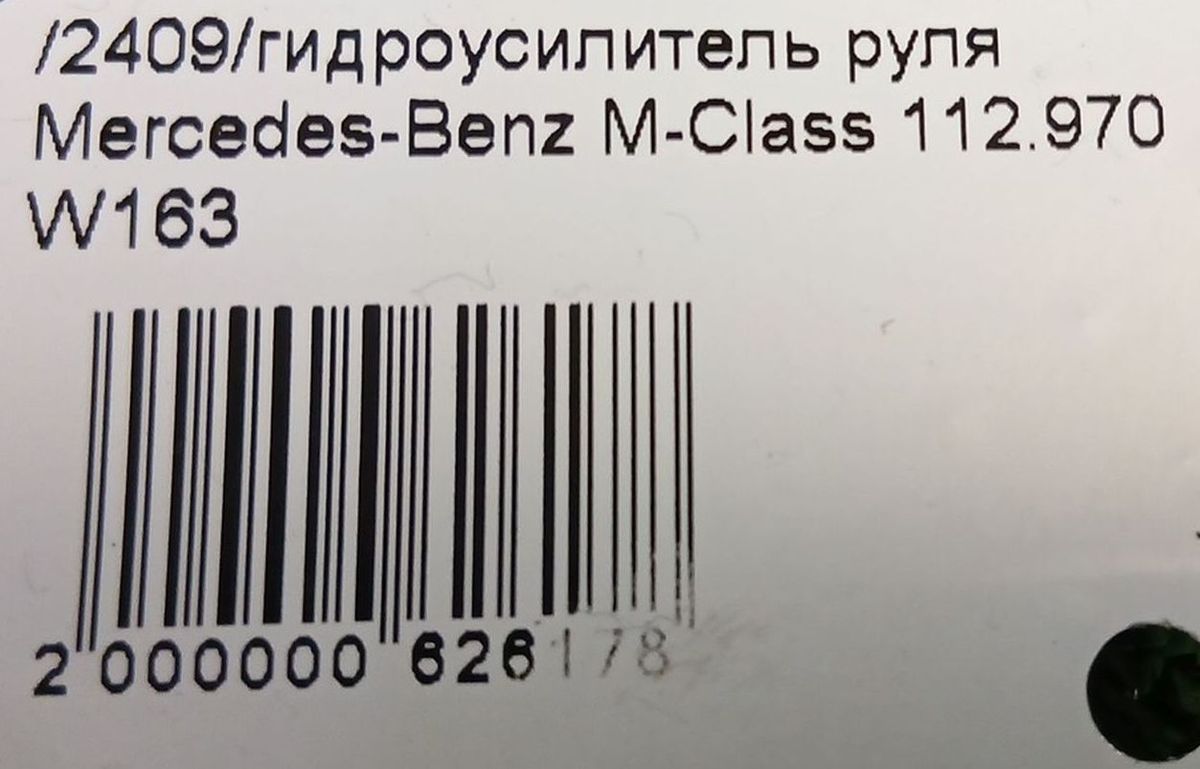 /2409/гидроусилитель руля
Mercedes-Benz M-Class 112.970
W163
2 000000 626178